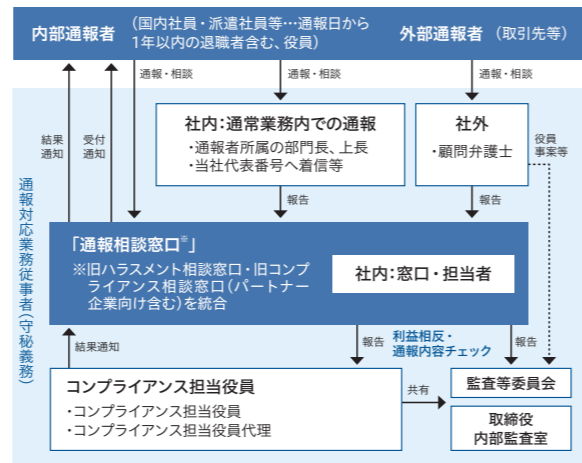 内部通報者
(国内社員・派遣社員等…通報日から
1年以内の退職者含む、役員)
外部通報者 (取引先等)
通報・相談
通報・相談
通報・相談
結果
通知
受付
通知
社内:通常業務内での通報
・通報者所属の部門長、上長
・当社代表番号へ着信等
社外
・顧問弁護士
役員
事案等
報告
報告
通報対応業務従事者(守秘義務)
「通報相談窓口※」
※旧ハラスメント相談窓口・旧コンプ
ライアンス相談窓口(パートナー
企業向け含む)を統合
社内:窓口・担当者
結果通知
報告
利益相反・
通報内容チェック
報告
コンプライアンス担当役員
・コンプライアンス担当役員
・コンプライアンス担当役員代理
共有
監査等委員会
取締役
内部監査室